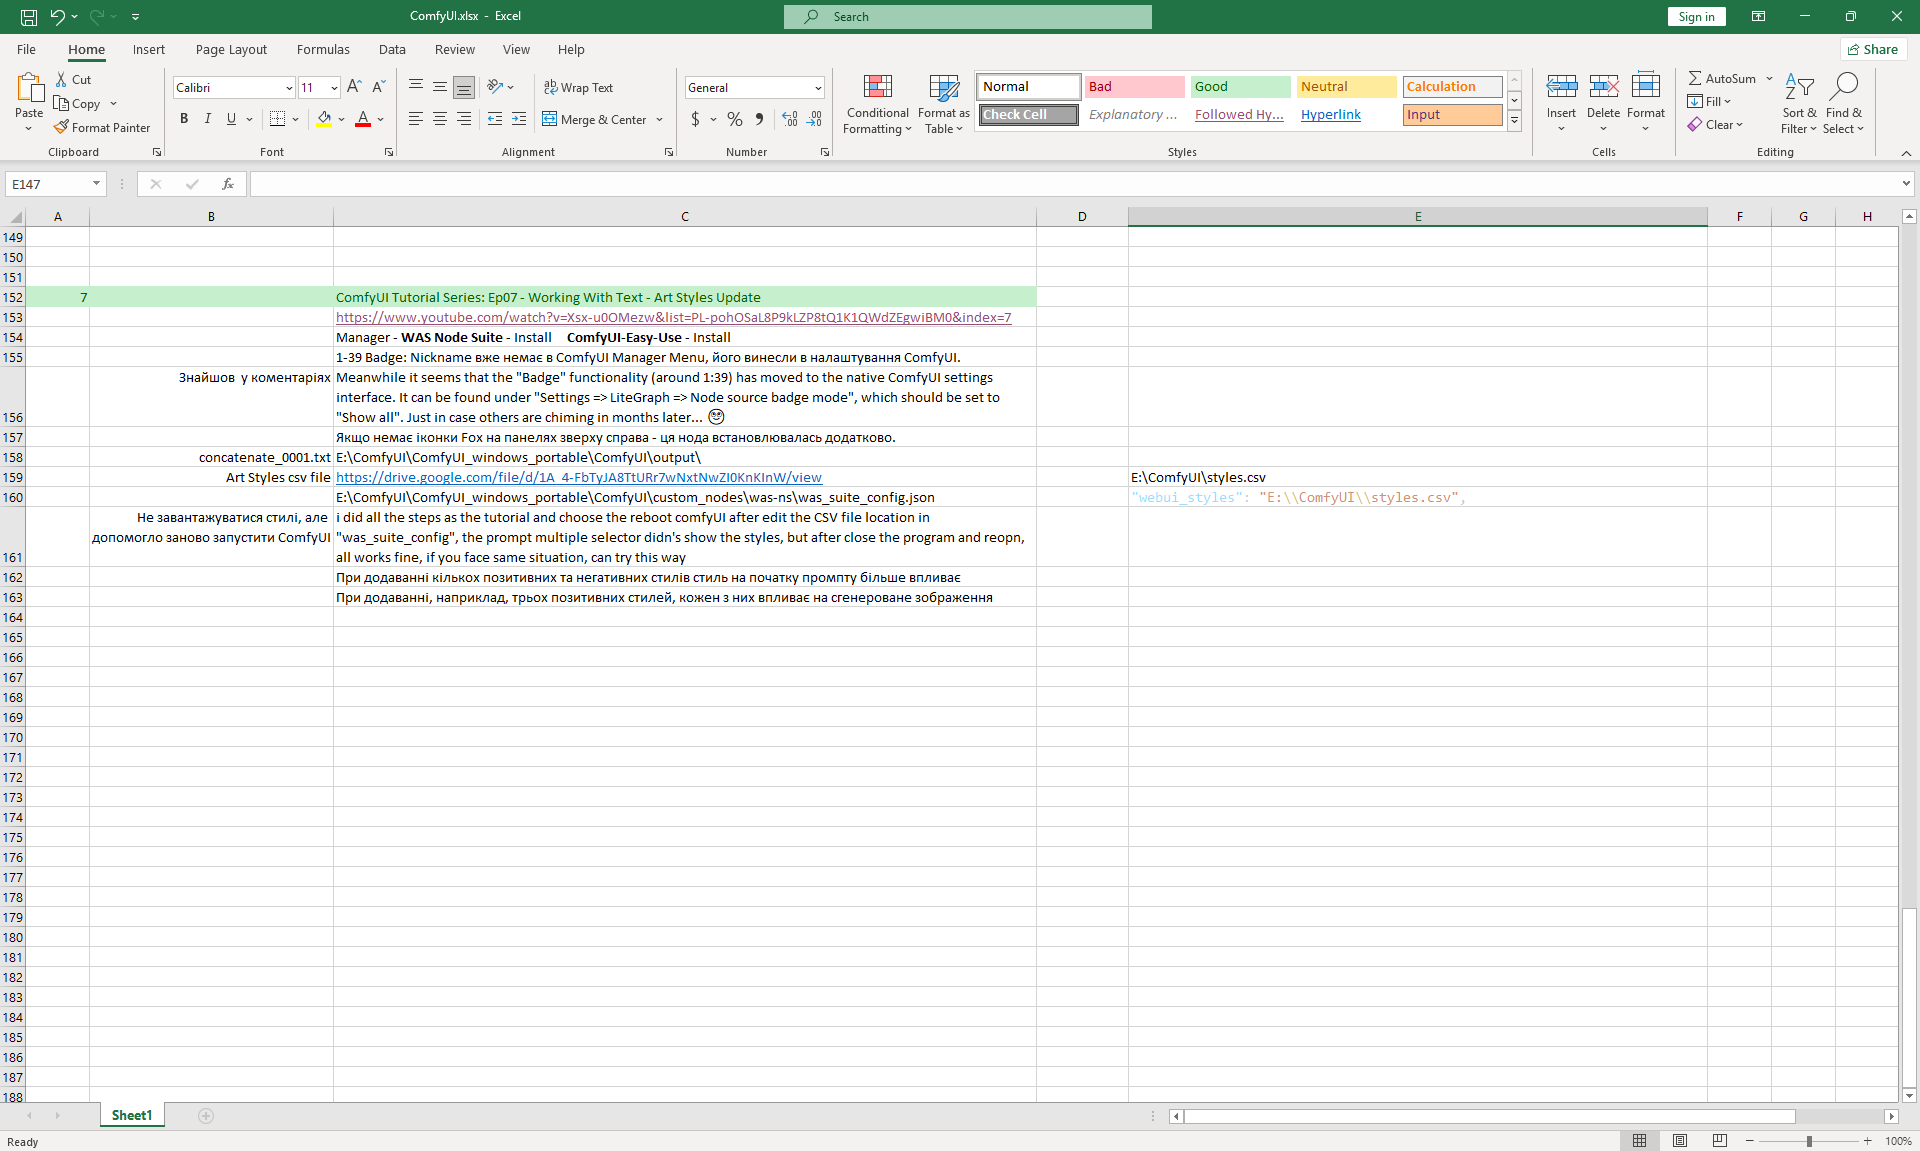 ComfyUI.xlsx - Excel
Search
Sign in
File Home Insert Page Layout Formulas Data Review View Help
Share
Paste
Cut
Copy
Format Painter
Clipboard
Calibri 11
B I U
Font
Wrap Text
Merge & Center
Alignment
General
$ % 9
Number
Conditional Formatting
Format as Table
Normal Bad Good Neutral Calculation
Check Cell Explanatory ... Followed Hy... Hyperlink Input
Styles
Insert Delete Format
Cells
AutoSum
Fill
Clear
Sort & Filter
Find & Select
Editing
E147
fx
A B C D E F G H
149
150
151
152 7 ComfyUI Tutorial Series: Ep07 - Working With Text - Art Styles Update
153 https://www.youtube.com/watch?v=Xsx-u0OMezw&list=PL-pohOSaL8P9kLZP8tQ1K1QWdZEgwiBM0&index=7
154 Manager - WAS Node Suite - Install ComfyUI-Easy-Use - Install
155 1-39 Badge: Nickname вже немає в ComfyUI Manager Menu, його винесли в налаштування ComfyUI.
Знайшов у коментаріях Meanwhile it seems that the "Badge" functionality (around 1:39) has moved to the native ComfyUI settings
interface. It can be found under "Settings => LiteGraph => Node source badge mode", which should be set to
156 "Show all". Just in case others are chiming in months later... 
157 Якщо немає іконки Fox на панелях зверху справа - ця нода встановлювалась додатково.
158 concatenate_0001.txt E:\ComfyUI\ComfyUI_windows_portable\ComfyUI\output\
159 Art Styles csv file https://drive.google.com/file/d/1A_4-FbTyJA8TtURr7wNxtNwZI0KnKInW/view E:\ComfyUI\styles.csv
160 E:\ComfyUI\ComfyUI_windows_portable\ComfyUI\custom_nodes\was-ns\was_suite_config.json "webui_styles": "E:\\ComfyUI\\styles.csv",
Не завантажуватися стилі, але i did all the steps as the tutorial and choose the reboot comfyUI after edit the CSV file location in
допомогло заново запустити ComfyUI "was_suite_config", the prompt multiple selector didn's show the styles, but after close the program and reopn,
161 all works fine, if you face same situation, can try this way
162 При додаванні кількох позитивних та негативних стилів стиль на початку промпту більше впливає
163 При додаванні, наприклад, трьох позитивних стилей, кожен з них впливає на сгенероване зображення
164
165
166
167
168
169
170
171
172
173
174
175
176
177
178
179
180
181
182
183
184
185
186
187
188
Sheet1
Ready
100%